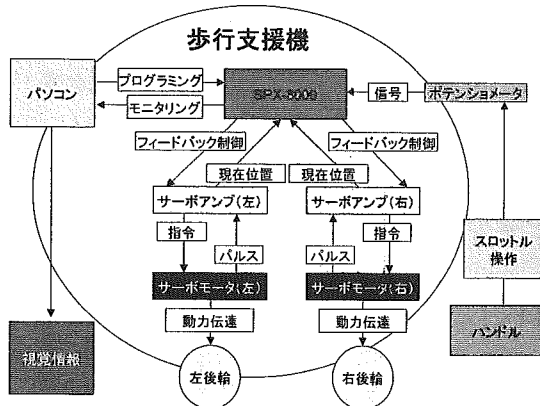 歩行支援機
パソコン
プログラミング
モニタリング
SPX-8000
信号
ポテンショメータ
フィードバック制御
フィードバック制御
現在位置
現在位置
サーボアンプ(左)
サーボアンプ(右)
指令
パルス
パルス
指令
スロットル
操作
サーボモータ(左)
サーボモータ(右)
動力伝達
動力伝達
ハンドル
視覚情報
左後輪
右後輪